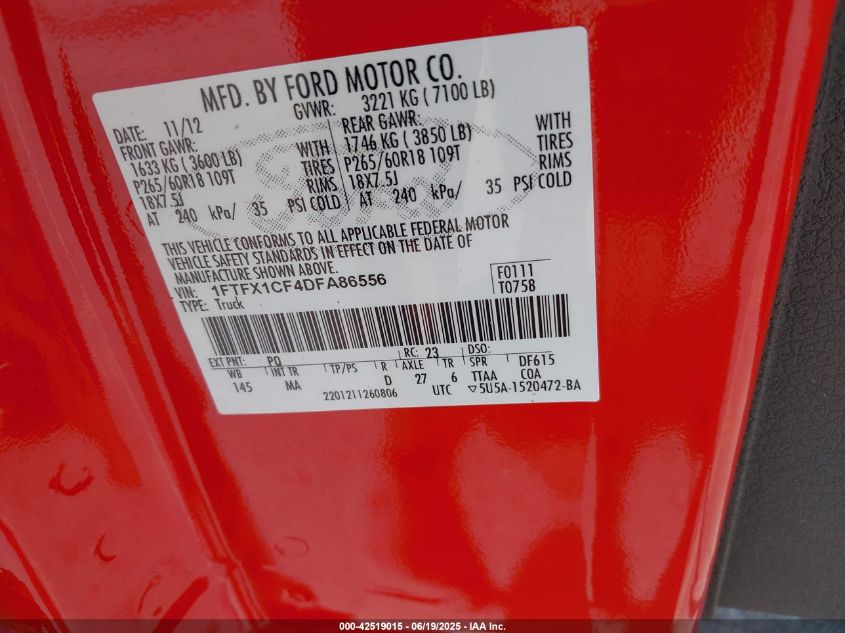 MFD. BY FORD MOTOR CO.
DATE: 11/12 GVWR: 3221 KG ( 7100 LB)
FRONT GAWR: REAR GAWR:
1633 KG ( 3600 LB) WITH 1746 KG ( 3850 LB) WITH
P265/60R18 109T TIRES P265/60R18 109T TIRES
18X7.5J RIMS 18X7.5J RIMS
AT 240 kPa/ 35 PSI COLD AT 240 kPa/ 35 PSI COLD
THIS VEHICLE CONFORMS TO ALL APPLICABLE FEDERAL MOTOR
VEHICLE SAFETY STANDARDS IN EFFECT ON THE DATE OF
MANUFACTURE SHOWN ABOVE.
VIN: 1FTFX1CF4DFA86556 F0111
TYPE: Truck T0758
EXT PNT: PQ RC: 23 DSO:
WB INT TR TP/PS R AXLE TR SPR DF615
145 MA D 27 6 TTAA COA
2201211260806 UTC ▽5U5A-1520472-BA
Ford
000-42519015 - 06/19/2025 - IAA Inc.